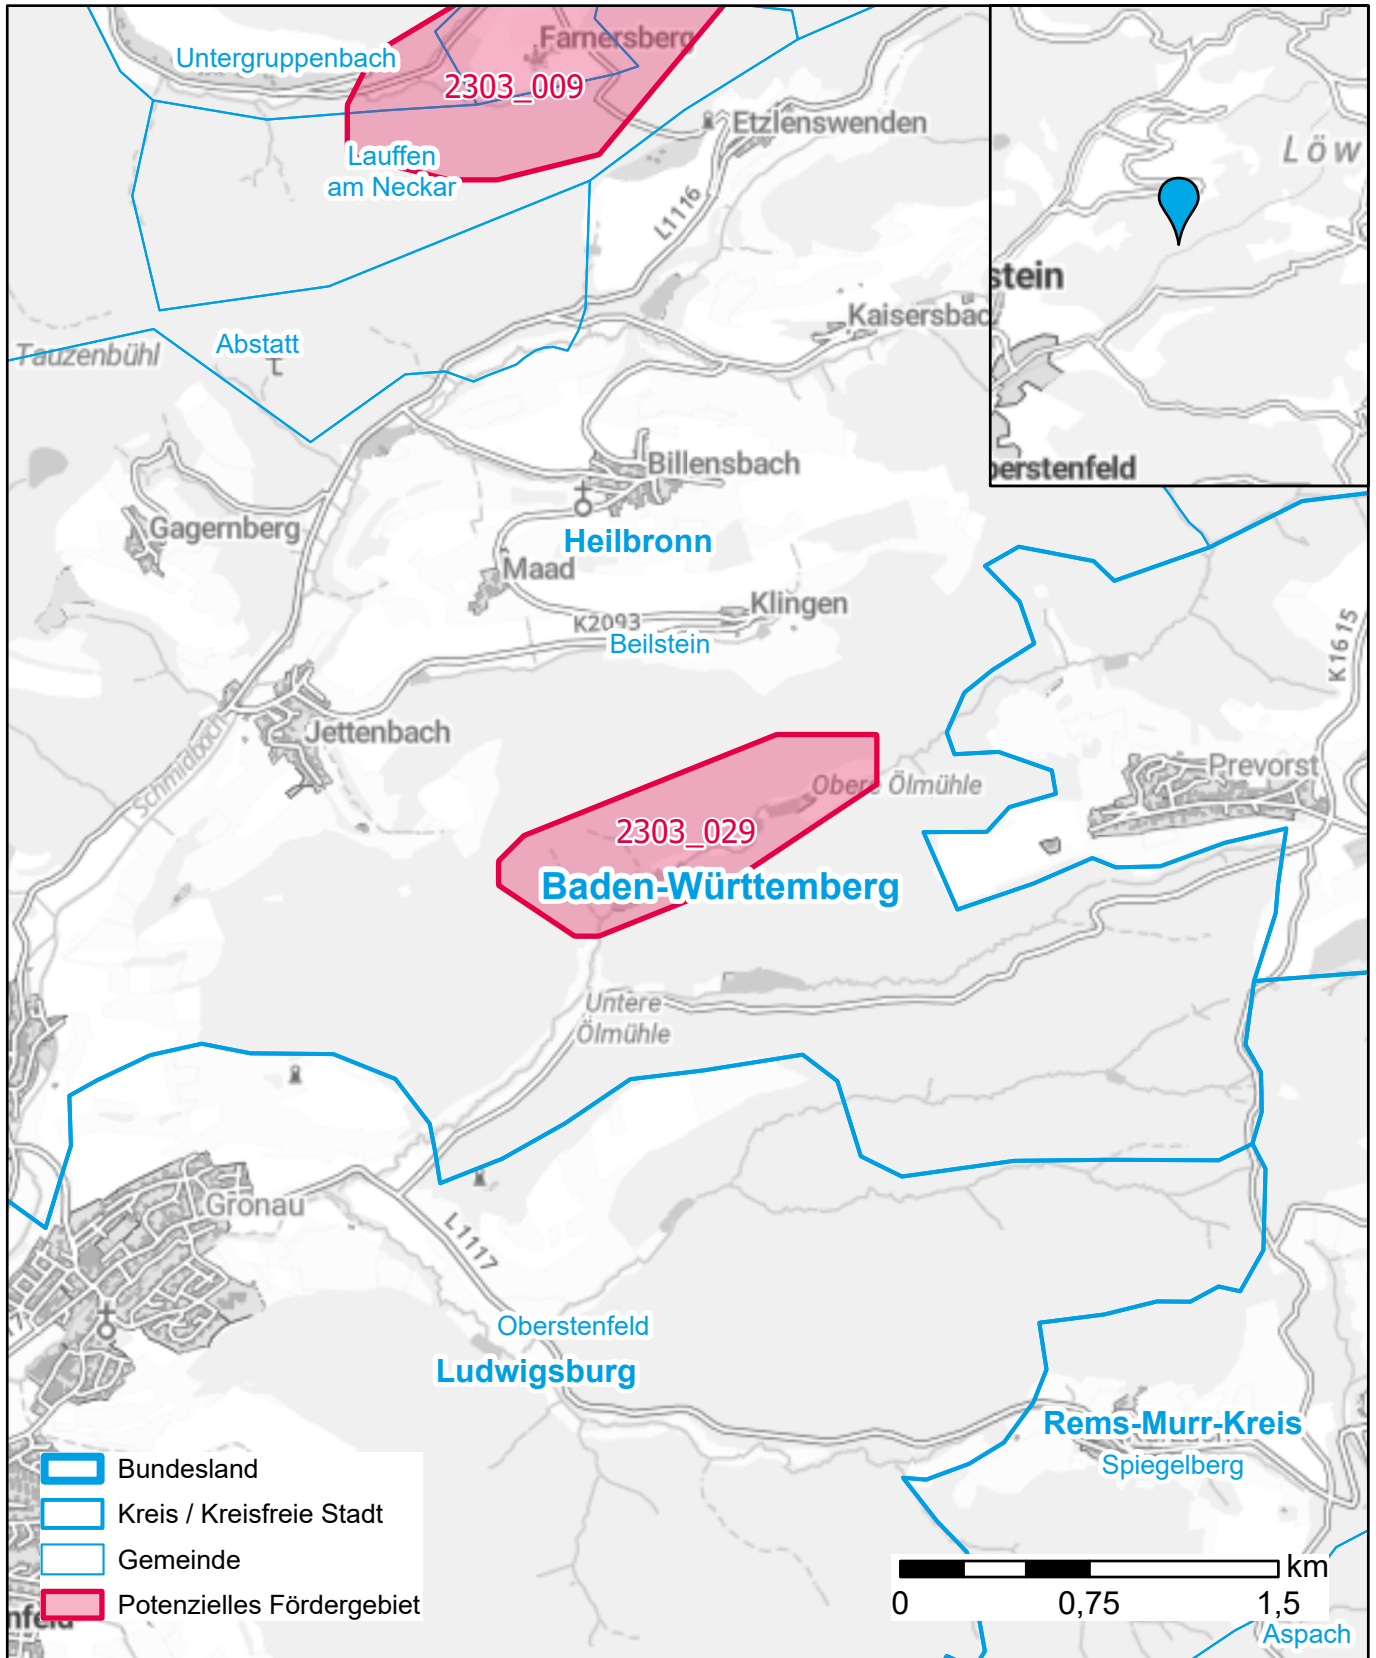 Farnersberg
Untergruppenbach
2303_009
Etzlenswenden
Lauffen
am Neckar
L1116
Löw
stein
berstenfeld
Kaisersbac
Tauzenbühl
Abstatt
Billensbach
Gagernberg
Heilbronn
Maad
Klingen
K2093
Beilstein
K1615
Jettenbach
Schmidbach
Prevorst
Obere Ölmühle
2303_029
Baden-Württemberg
Untere
Ölmühle
Gronau
L1117
Oberstenfeld
Ludwigsburg
Rems-Murr-Kreis
Spiegelberg
Bundesland
Kreis / Kreisfreie Stadt
Gemeinde
Potenzielles Fördergebiet
nfeld
km
0 0,75 1,5
Aspach